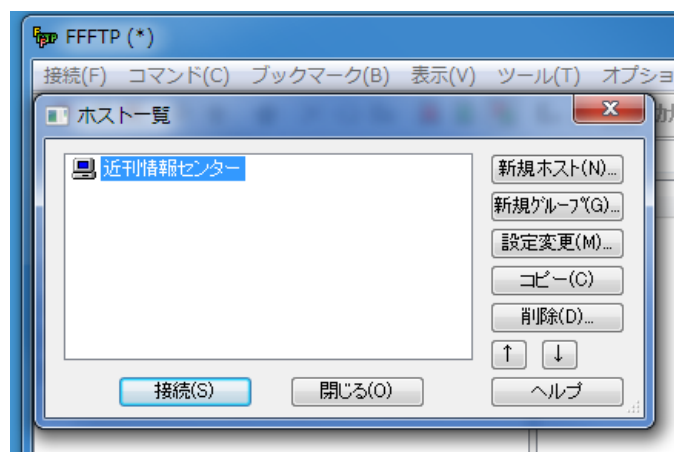 FFFTP (*)
接続(F) コマンド(C) ブックマーク(B) 表示(V) ツール(T) オプショ
ホスト一覧
近刊情報センター
新規ホスト(N)...
新規グループ(G)...
設定変更(M)...
コピー(C)
削除(D)...
↑ ↓
接続(S) 閉じる(O) ヘルプ